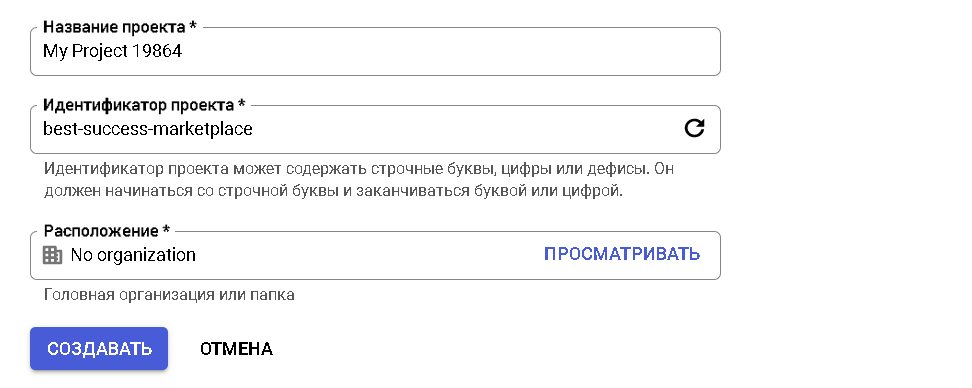 Название проекта *
My Project 19864
Идентификатор проекта *
best-success-marketplace
Идентификатор проекта может содержать строчные буквы, цифры или дефисы. Он
должен начинаться со строчной буквы и заканчиваться буквой или цифрой.
Расположение *
No organization ПРОСМАТРИВАТЬ
Головная организация или папка
СОЗДАВАТЬ ОТМЕНА